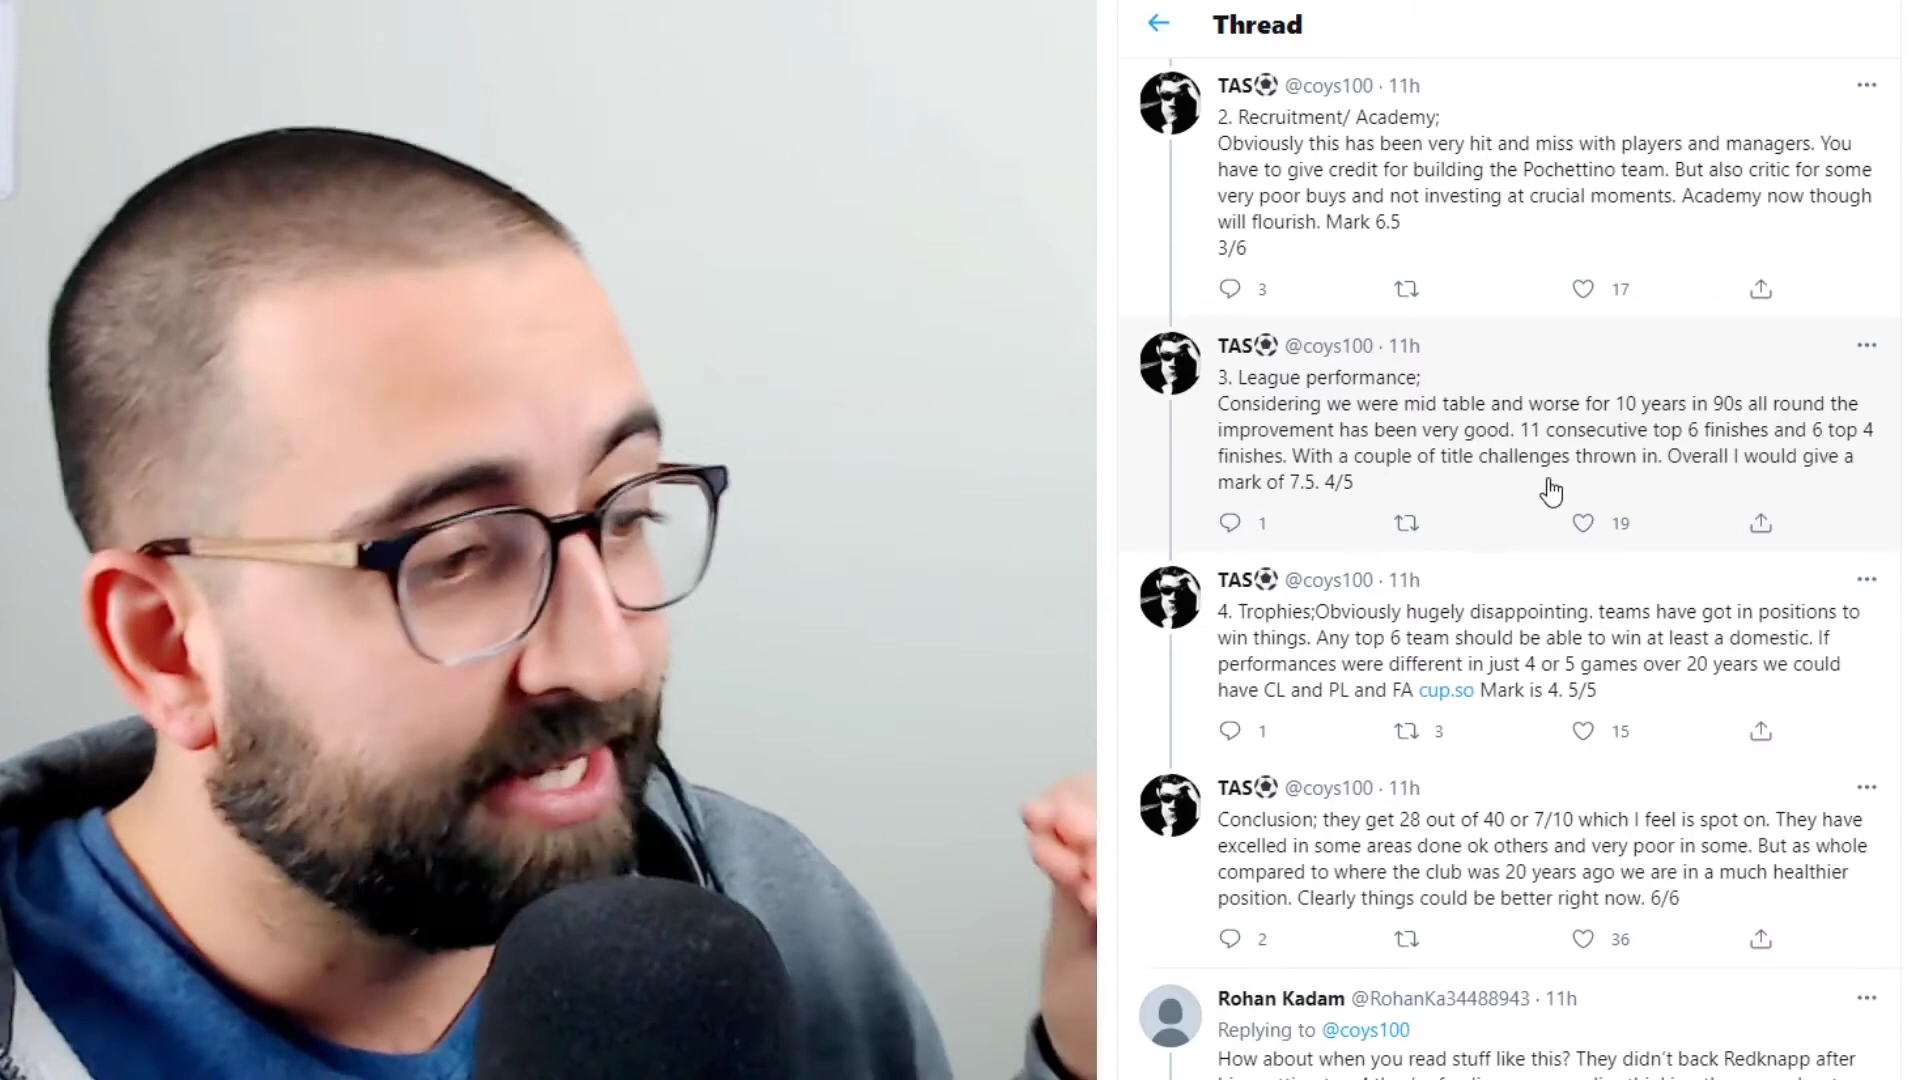 Thread
TAS⚽ @coys100 · 11h
2. Recruitment/ Academy;
Obviously this has been very hit and miss with players and managers. You
have to give credit for building the Pochettino team. But also critic for some
very poor buys and not investing at crucial moments. Academy now though
will flourish. Mark 6.5
3/6
3 17
TAS⚽ @coys100 · 11h
3. League performance;
Considering we were mid table and worse for 10 years in 90s all round the
improvement has been very good. 11 consecutive top 6 finishes and 6 top 4
finishes. With a couple of title challenges thrown in. Overall I would give a
mark of 7.5. 4/5
1 19
TAS⚽ @coys100 · 11h
4. Trophies;Obviously hugely disappointing. teams have got in positions to
win things. Any top 6 team should be able to win at least a domestic. If
performances were different in just 4 or 5 games over 20 years we could
have CL and PL and FA cup.so Mark is 4. 5/5
1 3 15
TAS⚽ @coys100 · 11h
Conclusion; they get 28 out of 40 or 7/10 which I feel is spot on. They have
excelled in some areas done ok others and very poor in some. But as whole
compared to where the club was 20 years ago we are in a much healthier
position. Clearly things could be better right now. 6/6
2 36
Rohan Kadam @RohanKa34488943 · 11h
Replying to @coys100
How about when you read stuff like this? They didn't back Redknapp after